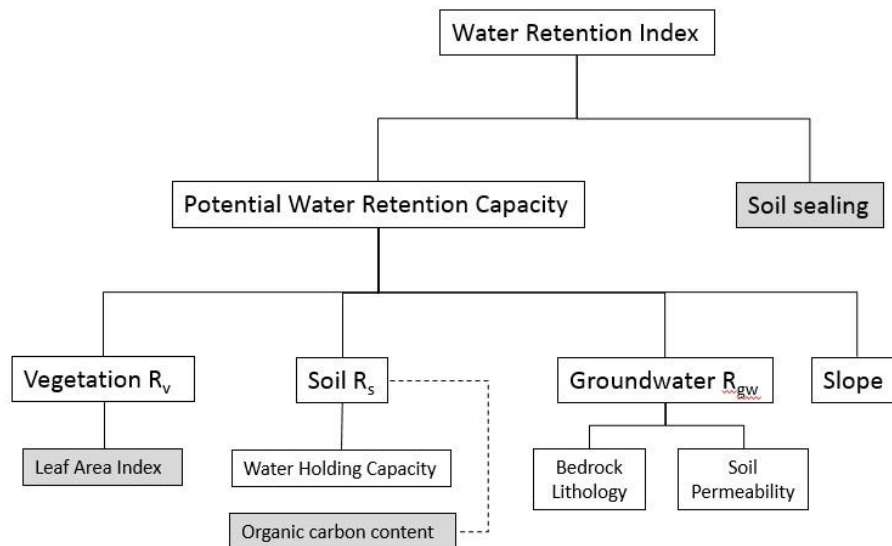 Water Retention Index
Potential Water Retention Capacity
Soil sealing
Vegetation Rv
Soil Rs
Groundwater Rgw
Slope
Leaf Area Index
Water Holding Capacity
Bedrock
Lithology
Soil
Permeability
Organic carbon content